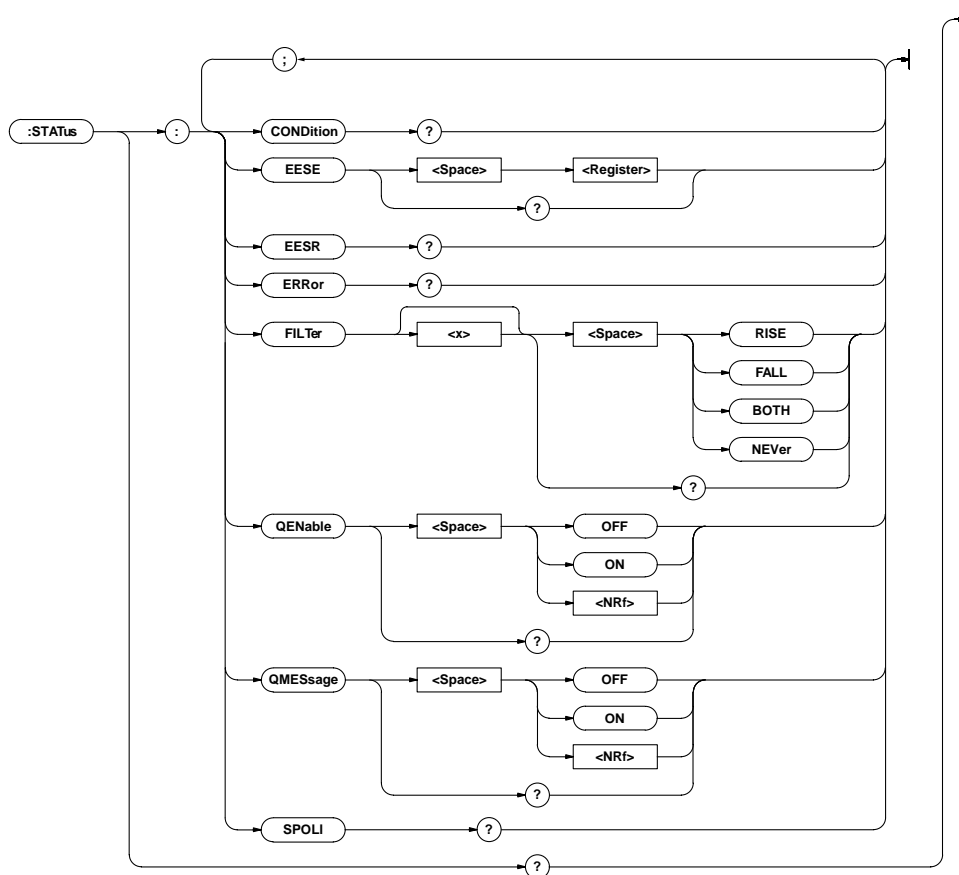 ;
:STATus : CONDition ?
EESE <Space> <Register>
?
EESR ?
ERRor ?
FILTer <x> <Space> RISE
FALL
BOTH
NEVer
?
QENable <Space> OFF
ON
<NRf>
?
QMESsage <Space> OFF
ON
<NRf>
?
SPOLl ?
?